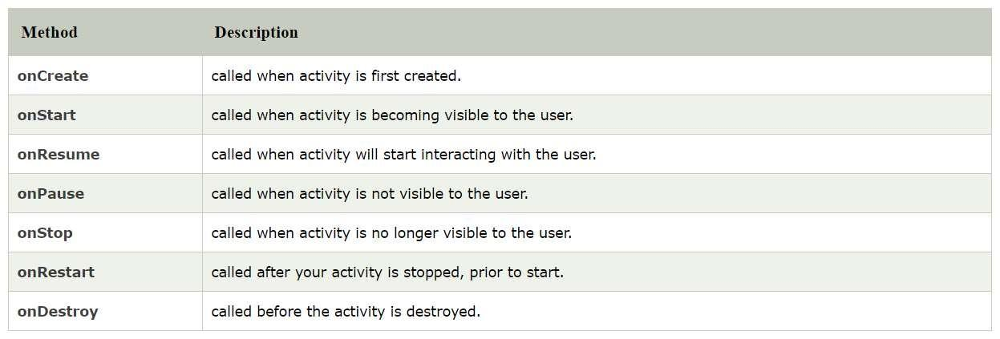 Method Description
onCreate called when activity is first created.
onStart called when activity is becoming visible to the user.
onResume called when activity will start interacting with the user.
onPause called when activity is not visible to the user.
onStop called when activity is no longer visible to the user.
onRestart called after your activity is stopped, prior to start.
onDestroy called before the activity is destroyed.